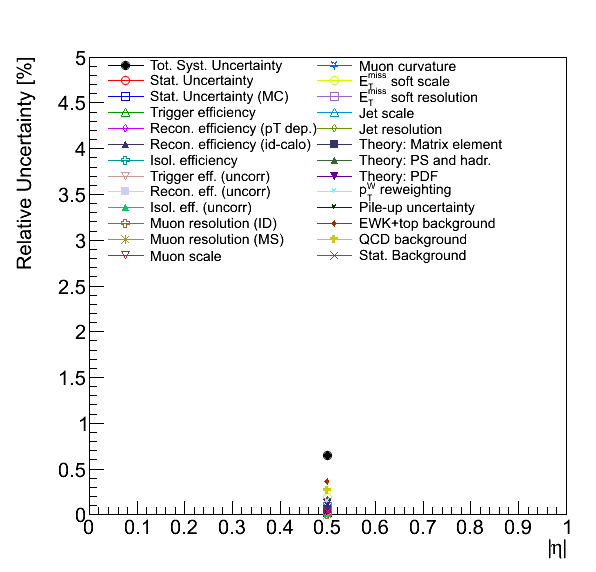 Relative Uncertainty [%]
5
4.5
4
3.5
3
2.5
2
1.5
1
0.5
0
Tot. Syst. Uncertainty
Stat. Uncertainty
Stat. Uncertainty (MC)
Trigger efficiency
Recon. efficiency (pT dep.)
Recon. efficiency (id-calo)
Isol. efficiency
Trigger eff. (uncorr)
Recon. eff. (uncorr)
Isol. eff. (uncorr)
Muon resolution (ID)
Muon resolution (MS)
Muon scale
Muon curvature
E_T^miss soft scale
E_T^miss soft resolution
Jet scale
Jet resolution
Theory: Matrix element
Theory: PS and hadr.
Theory: PDF
p_T^W reweighting
Pile-up uncertainty
EWK+top background
QCD background
Stat. Background
0 0.1 0.2 0.3 0.4 0.5 0.6 0.7 0.8 0.9 1
|η|